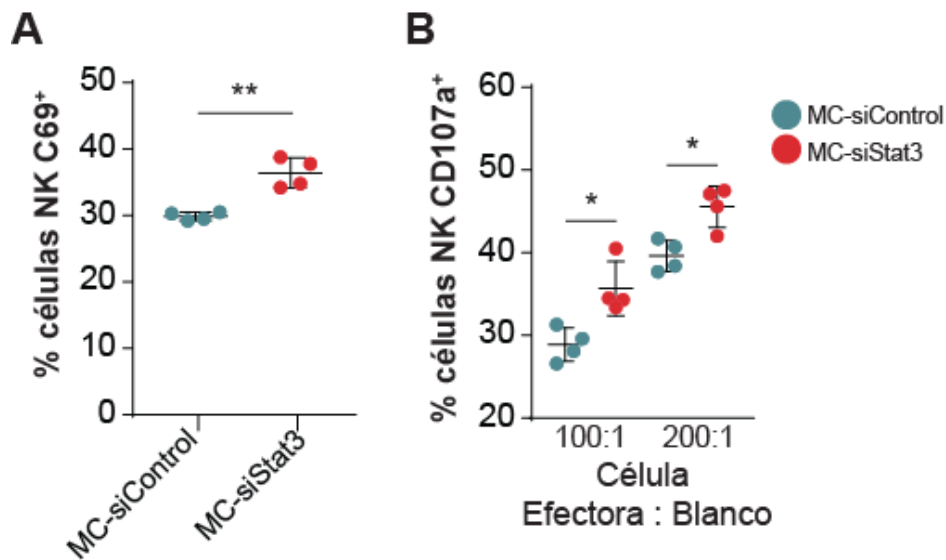 A
% células NK C69⁺
50
40
30
20
10
0
**
MC-siControl
MC-siStat3
B
% células NK CD107a⁺
60
50
40
30
20
*
*
MC-siControl
MC-siStat3
100:1 200:1
Célula
Efectora : Blanco